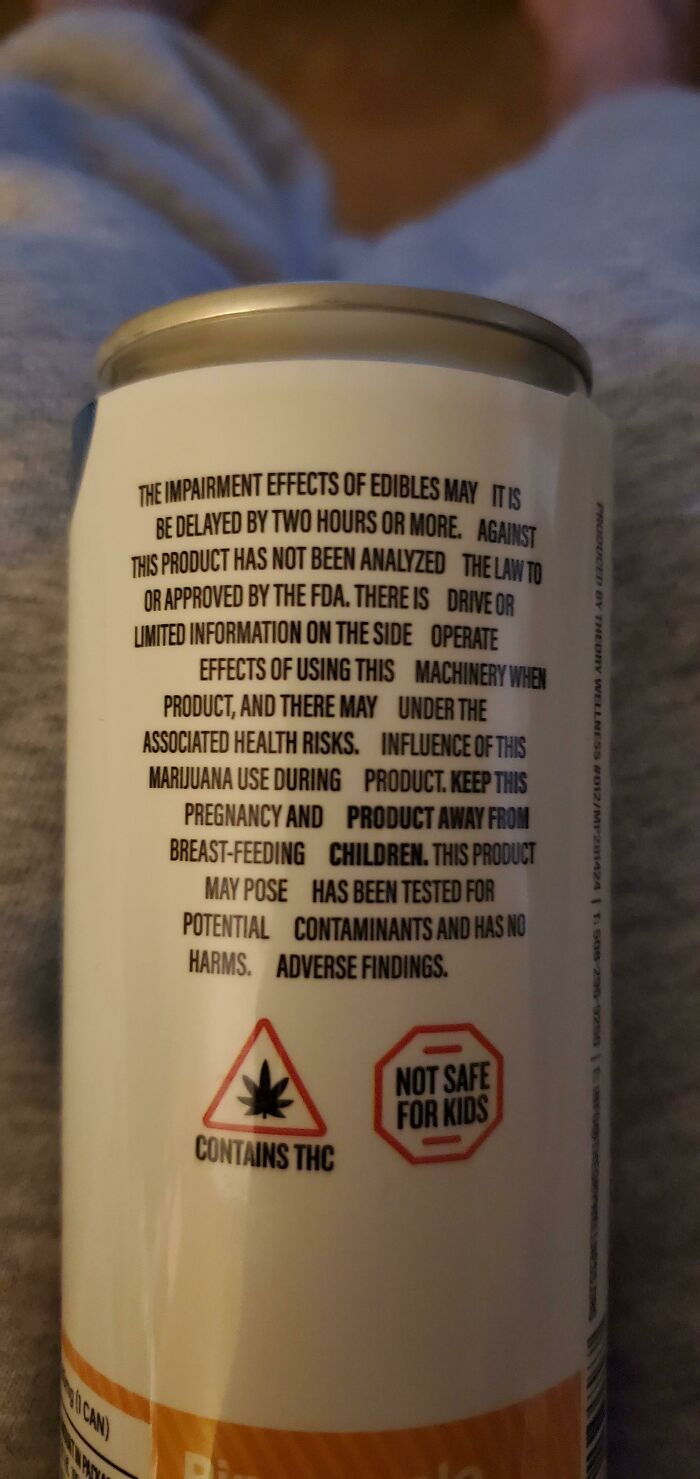 THE IMPAIRMENT EFFECTS OF EDIBLES MAY
BE DELAYED BY TWO HOURS OR MORE.
THIS PRODUCT HAS NOT BEEN ANALYZED
OR APPROVED BY THE FDA. THERE IS
LIMITED INFORMATION ON THE SIDE
EFFECTS OF USING THIS
PRODUCT, AND THERE MAY
ASSOCIATED HEALTH RISKS.
MARIJUANA USE DURING
PREGNANCY AND
BREAST-FEEDING
MAY POSE
POTENTIAL
HARMS.
IT IS
AGAINST
THE LAW TO
DRIVE OR
OPERATE
MACHINERY WHEN
UNDER THE
INFLUENCE OF THIS
PRODUCT. KEEP THIS
PRODUCT AWAY FROM
CHILDREN. THIS PRODUCT
HAS BEEN TESTED FOR
CONTAMINANTS AND HAS NO
ADVERSE FINDINGS.
CONTAINS THC
NOT SAFE
FOR KIDS
PRODUCED BY THEORY WELLNESS
(1 CAN)